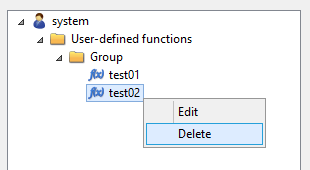 system
User-defined functions
Group
f(x) test01
f(x) test02
Edit
Delete